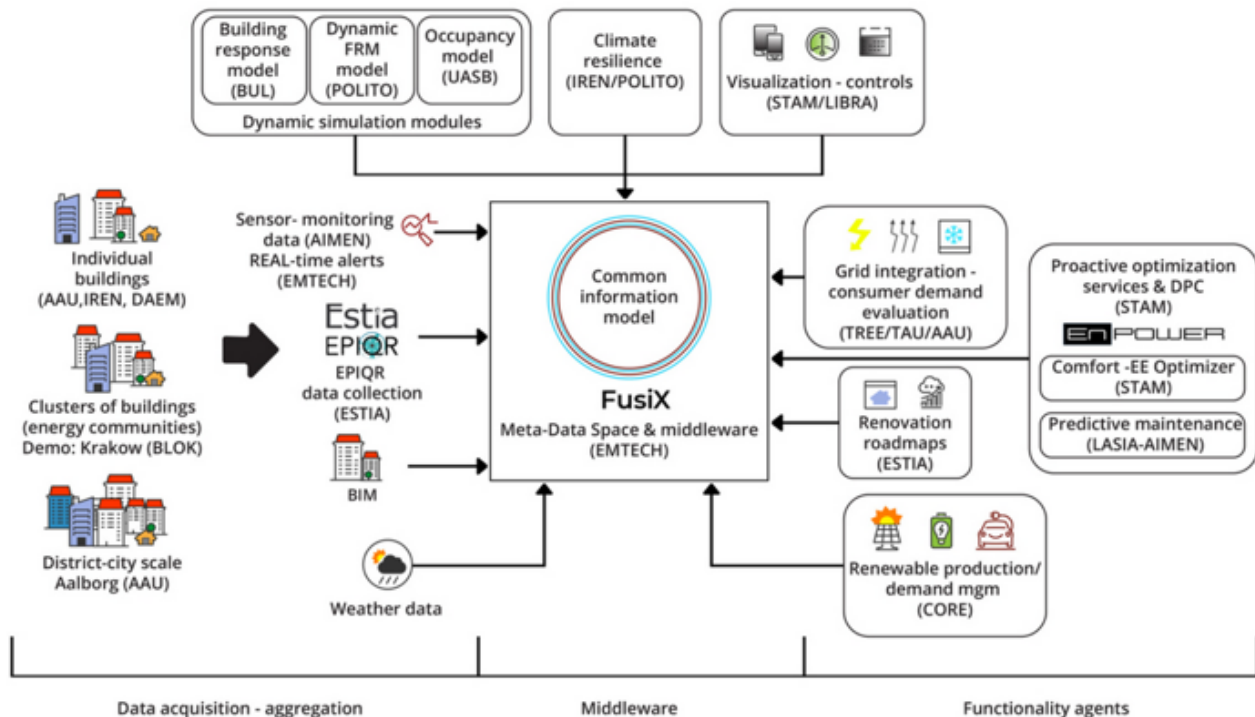 Building
response
model
(BUL)
Dynamic
FRM
model
(POLITO)
Occupancy
model
(UASB)
Dynamic simulation modules
Climate
resilience
(IREN/POLITO)
Visualization - controls
(STAM/LIBRA)
Individual
buildings
(AAU,IREN, DAEM)
Clusters of buildings
(energy communities)
Demo: Krakow (BLOK)
District-city scale
Aalborg (AAU)
Sensor- monitoring
data (AIMEN)
REAL-time alerts
(EMTECH)
Estia
EPIQR
EPIQR
data collection
(ESTIA)
BIM
Weather data
Common
information
model
FusiX
Meta-Data Space & middleware
(EMTECH)
Grid integration -
consumer demand
evaluation
(TREE/TAU/AAU)
Renovation
roadmaps
(ESTIA)
Renewable production/
demand mgm
(CORE)
Proactive optimization
services & DPC
(STAM)
EnPOWER
Comfort -EE Optimizer
(STAM)
Predictive maintenance
(LASIA-AIMEN)
Data acquisition - aggregation
Middleware
Functionality agents